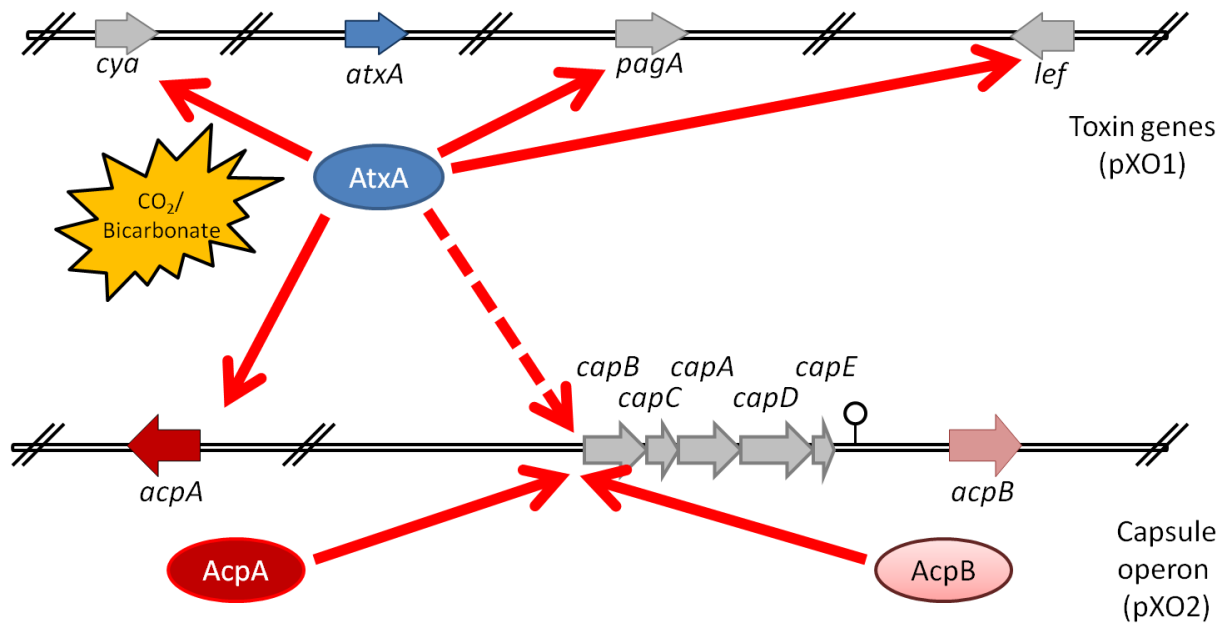 cya
atxA
pagA
lef
Toxin genes
(pXO1)
AtxA
CO₂/
Bicarbonate
capB
capA
capE
capC
capD
acpA
acpB
Capsule
operon
(pXO2)
AcpA
AcpB